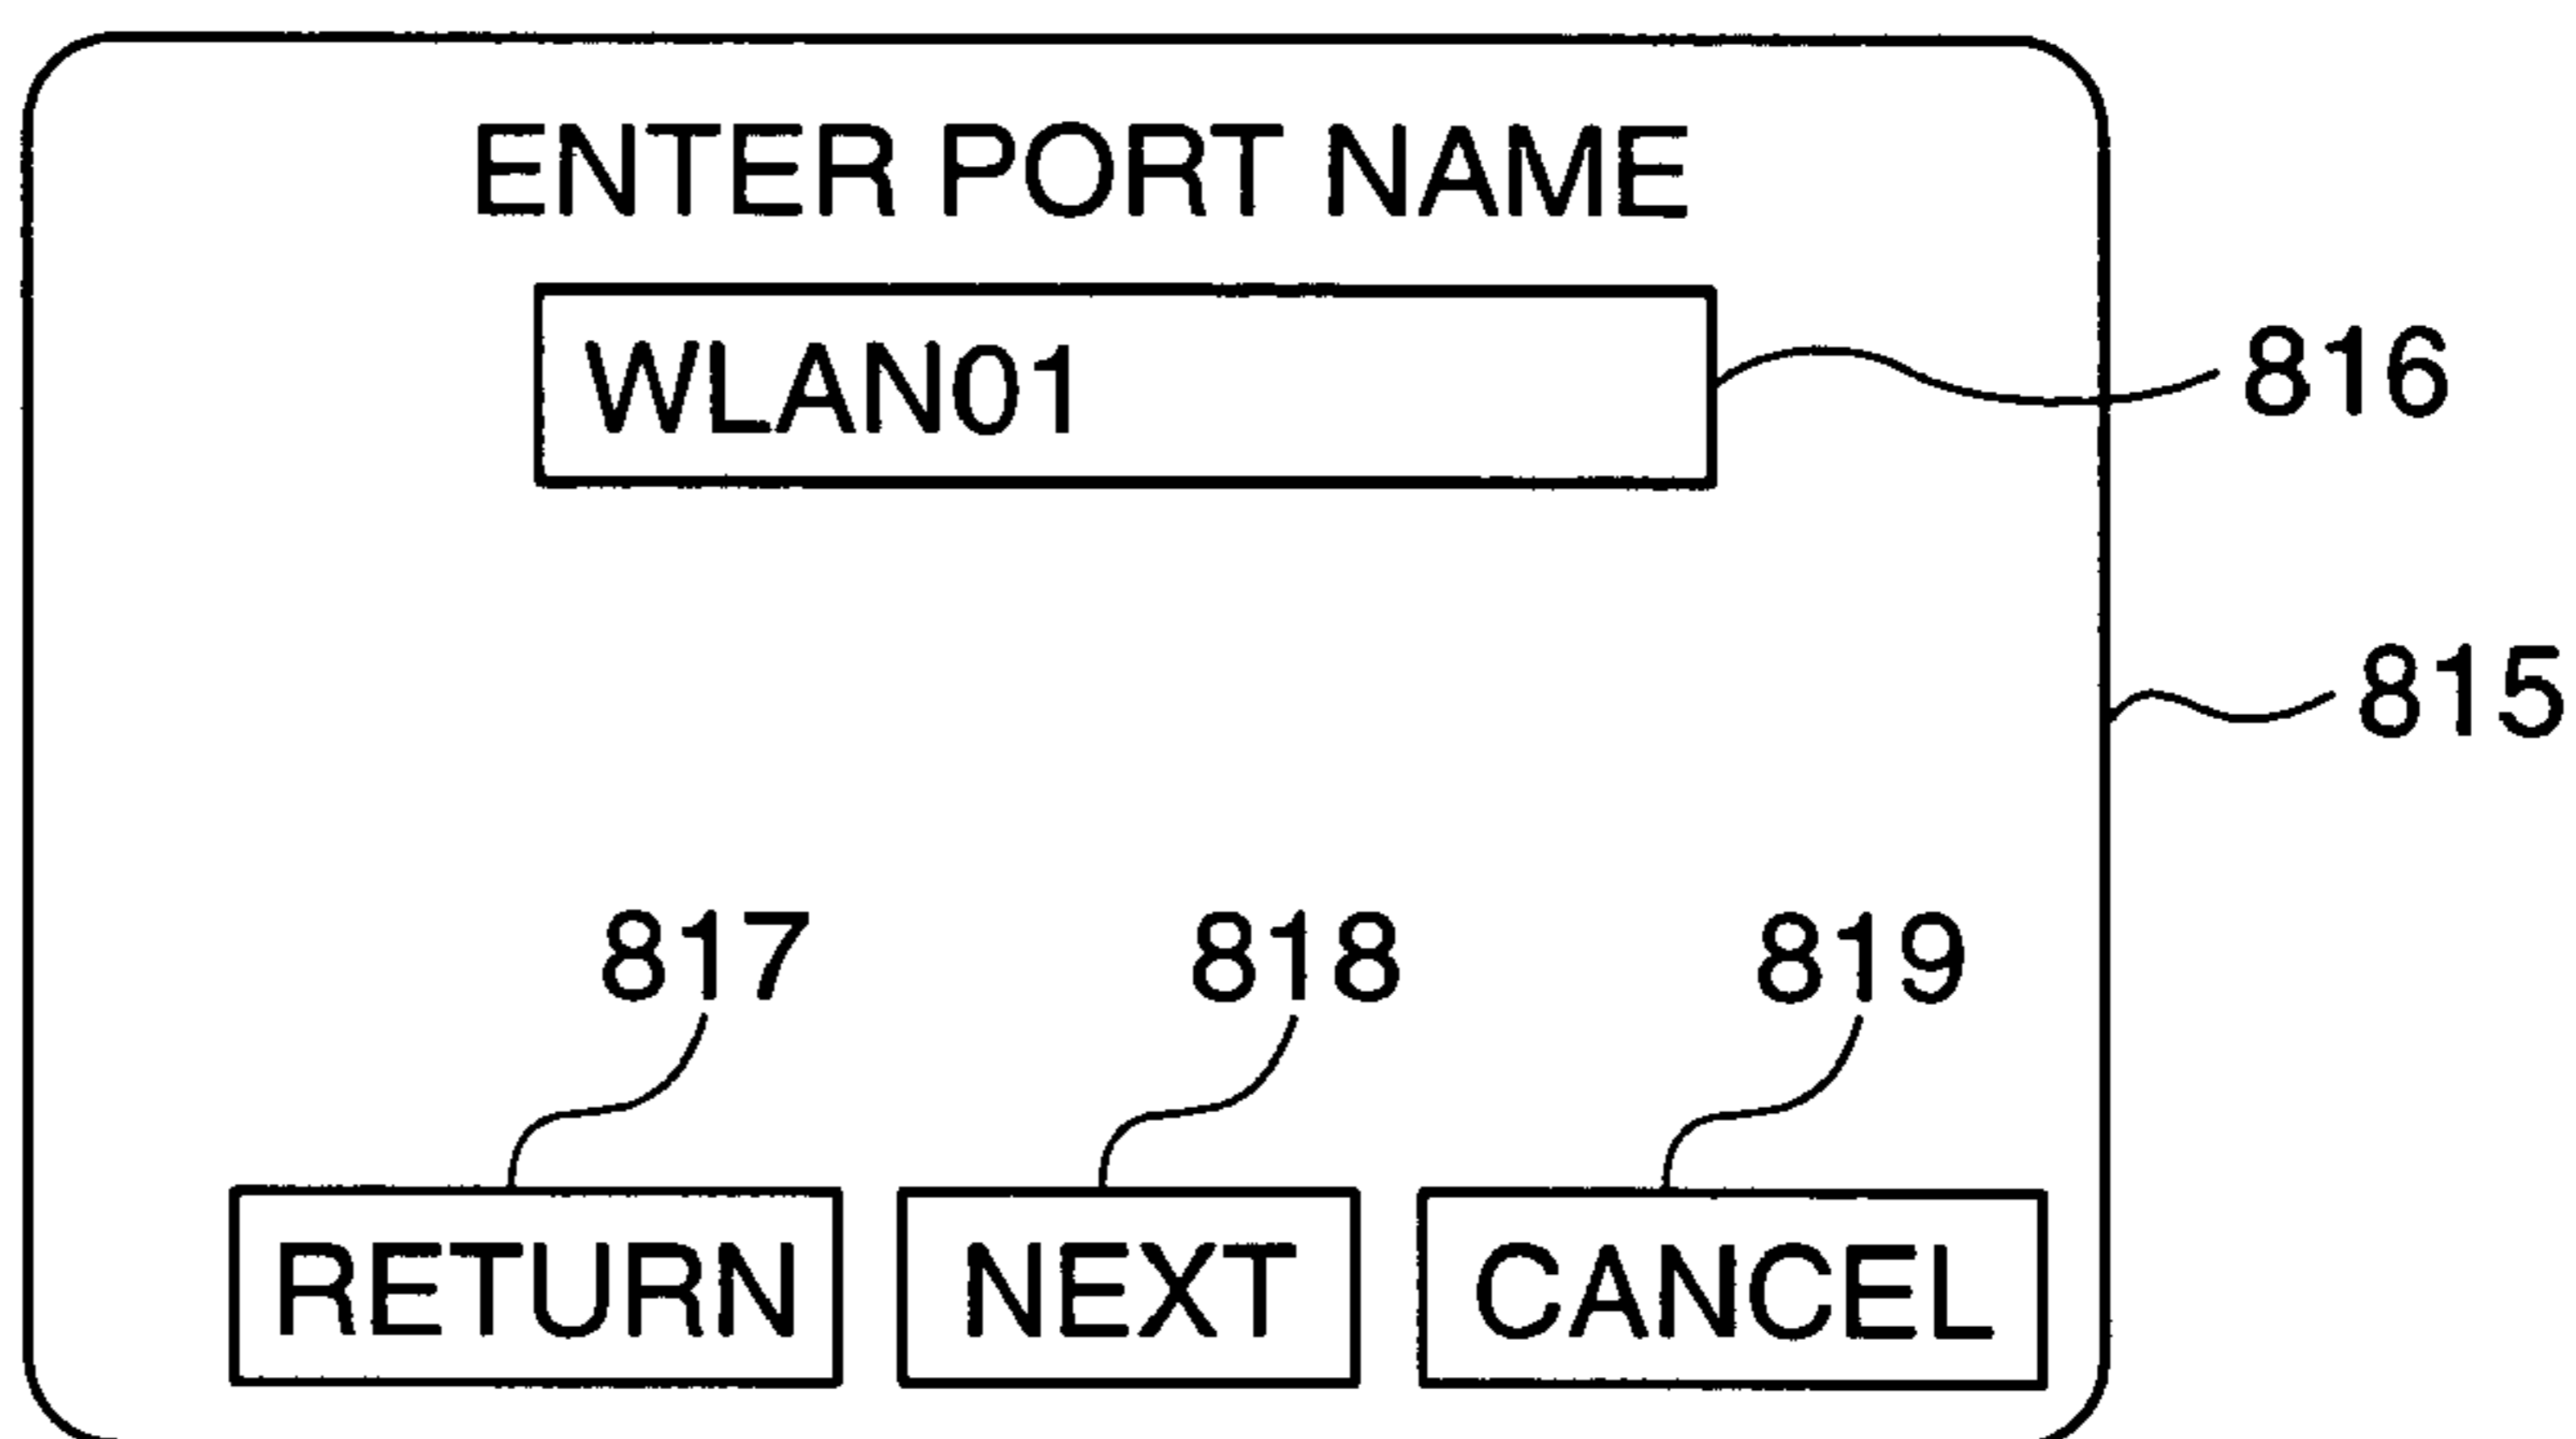 ENTER PORT NAME
WLAN01
816
815
817 818 819
RETURN NEXT CANCEL